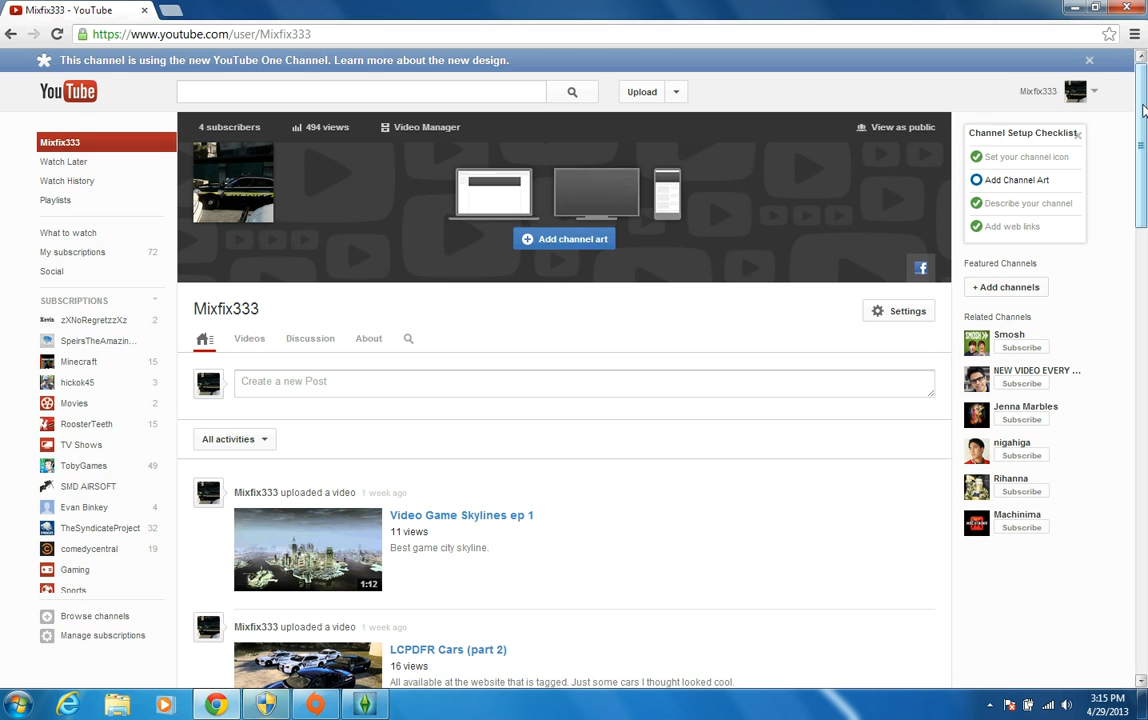 Mixfix333 - YouTube
https://www.youtube.com/user/Mixfix333
This channel is using the new YouTube One Channel. Learn more about the new design.
YouTube
Upload
Mixfix333
Mixfix333
Watch Later
Watch History
Playlists
What to watch
My subscriptions 72
Social
SUBSCRIPTIONS
zXNoRegretzzXz 2
SpeirsTheAmazin...
Minecraft 15
hickok45 3
Movies 2
RoosterTeeth 15
TV Shows
TobyGames 49
SMD AIRSOFT
Evan Binkey 4
TheSyndicateProject 32
comedycentral 19
Gaming
Sports
Browse channels
Manage subscriptions
4 subscribers
494 views
Video Manager
View as public
Add channel art
Mixfix333
Settings
Videos
Discussion
About
Create a new Post
All activities
Mixfix333 uploaded a video 1 week ago
Video Game Skylines ep 1
11 views
Best game city skyline.
1:12
Mixfix333 uploaded a video 1 week ago
LCPDFR Cars (part 2)
16 views
All available at the website that is tagged. Just some cars I thought looked cool.
Channel Setup Checklist
Set your channel icon
Add Channel Art
Describe your channel
Add web links
Featured Channels
+ Add channels
Related Channels
Smosh
Subscribe
NEW VIDEO EVERY ...
Subscribe
Jenna Marbles
Subscribe
nigahiga
Subscribe
Rihanna
Subscribe
Machinima
Subscribe
3:15 PM
4/29/2013